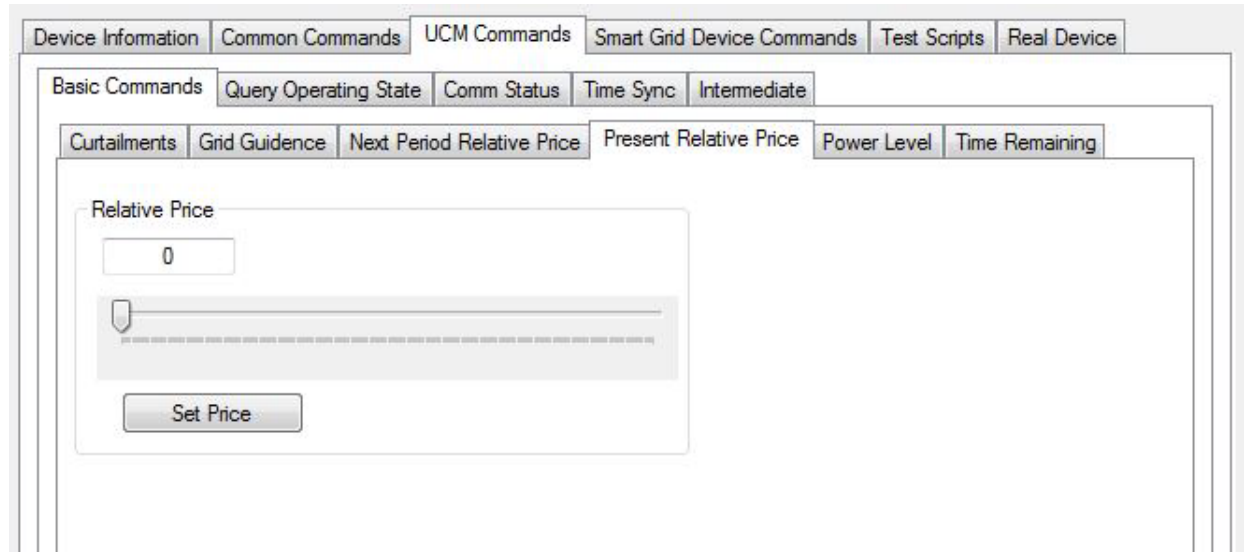 Device Information Common Commands UCM Commands Smart Grid Device Commands Test Scripts Real Device
Basic Commands Query Operating State Comm Status Time Sync Intermediate
Curtailments Grid Guidence Next Period Relative Price Present Relative Price Power Level Time Remaining
Relative Price
0
Set Price